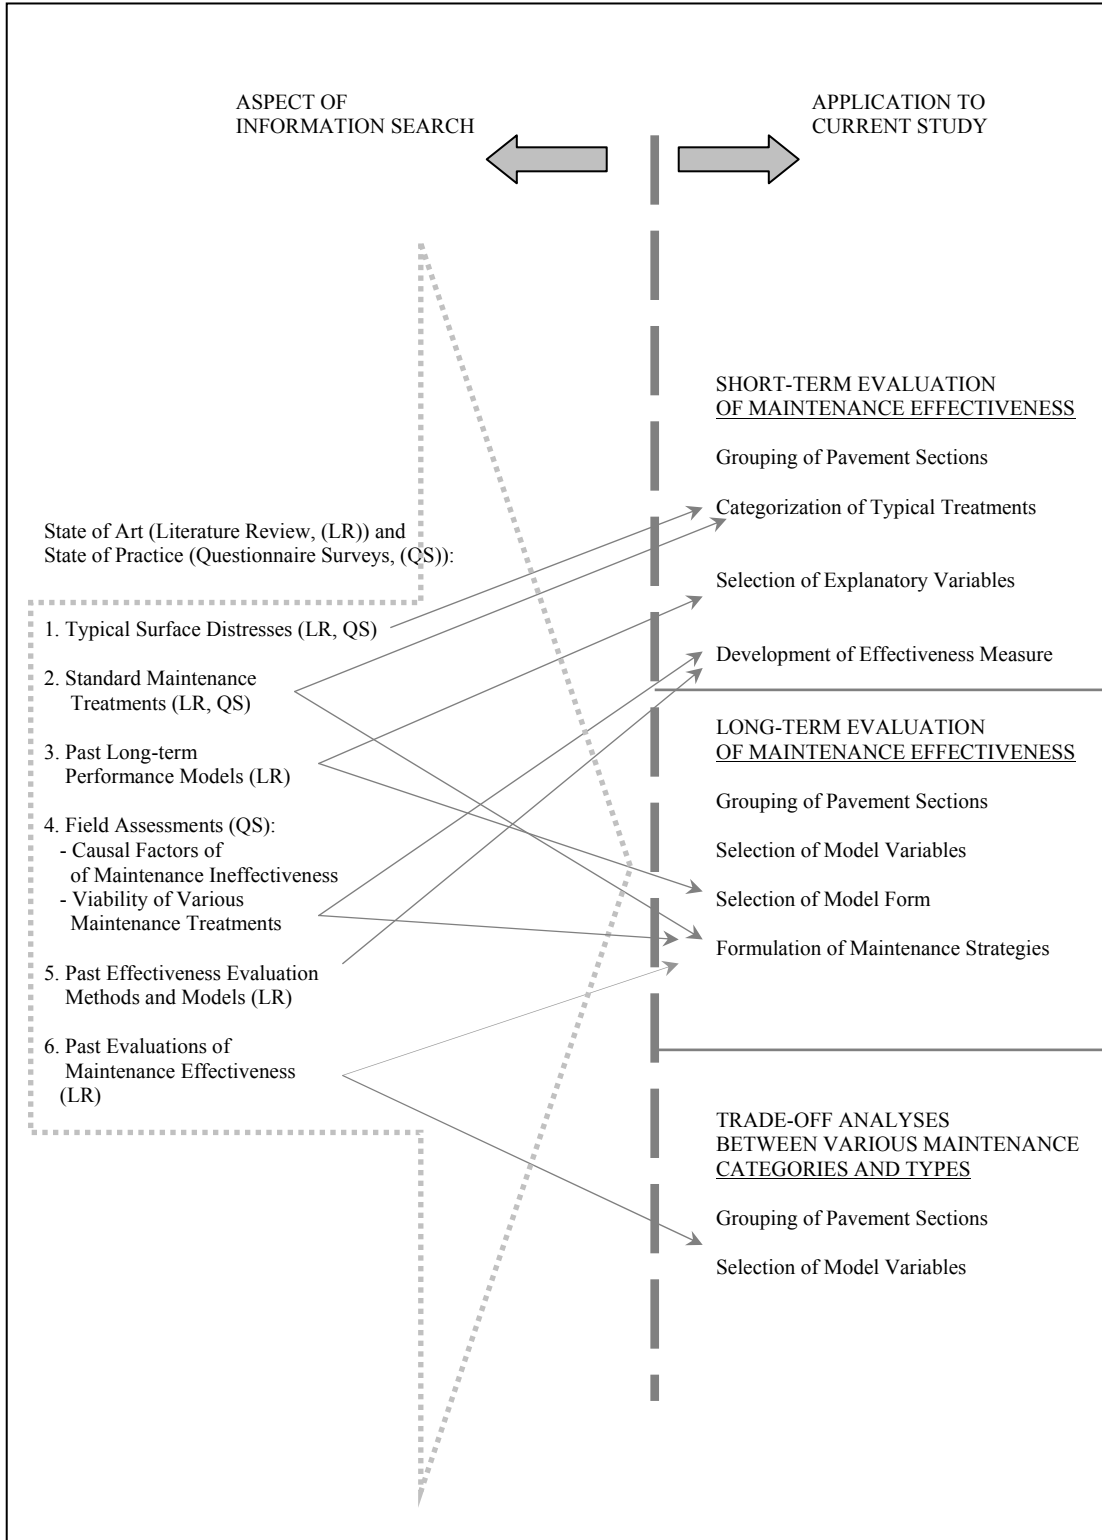 ASPECT OF
INFORMATION SEARCH
APPLICATION TO
CURRENT STUDY
State of Art (Literature Review, (LR)) and
State of Practice (Questionnaire Surveys, (QS)):
1. Typical Surface Distresses (LR, QS)
2. Standard Maintenance
Treatments (LR, QS)
3. Past Long-term
Performance Models (LR)
4. Field Assessments (QS):
- Causal Factors of
of Maintenance Ineffectiveness
- Viability of Various
Maintenance Treatments
5. Past Effectiveness Evaluation
Methods and Models (LR)
6. Past Evaluations of
Maintenance Effectiveness
(LR)
SHORT-TERM EVALUATION
OF MAINTENANCE EFFECTIVENESS
Grouping of Pavement Sections
Categorization of Typical Treatments
Selection of Explanatory Variables
Development of Effectiveness Measure
LONG-TERM EVALUATION
OF MAINTENANCE EFFECTIVENESS
Grouping of Pavement Sections
Selection of Model Variables
Selection of Model Form
Formulation of Maintenance Strategies
TRADE-OFF ANALYSES
BETWEEN VARIOUS MAINTENANCE
CATEGORIES AND TYPES
Grouping of Pavement Sections
Selection of Model Variables